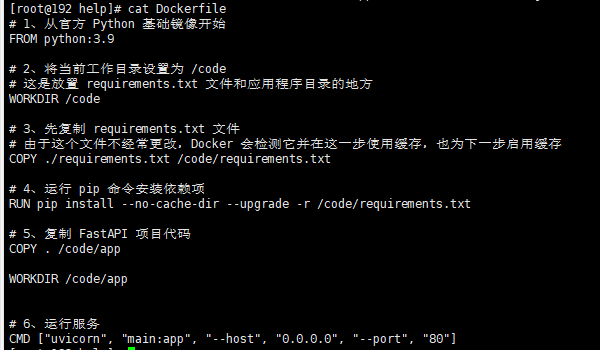 [root@192 help]# cat Dockerfile
# 1、从官方 Python 基础镜像开始
FROM python:3.9
# 2、将当前工作目录设置为 /code
# 这是放置 requirements.txt 文件和应用程序目录的地方
WORKDIR /code
# 3、先复制 requirements.txt 文件
# 由于这个文件不经常更改，Docker 会检测它并在这一步使用缓存，也为下一步启用缓存
COPY ./requirements.txt /code/requirements.txt
# 4、运行 pip 命令安装依赖项
RUN pip install --no-cache-dir --upgrade -r /code/requirements.txt
# 5、复制 FastAPI 项目代码
COPY . /code/app
WORKDIR /code/app
# 6、运行服务
CMD ["uvicorn", "main:app", "--host", "0.0.0.0", "--port", "80"]